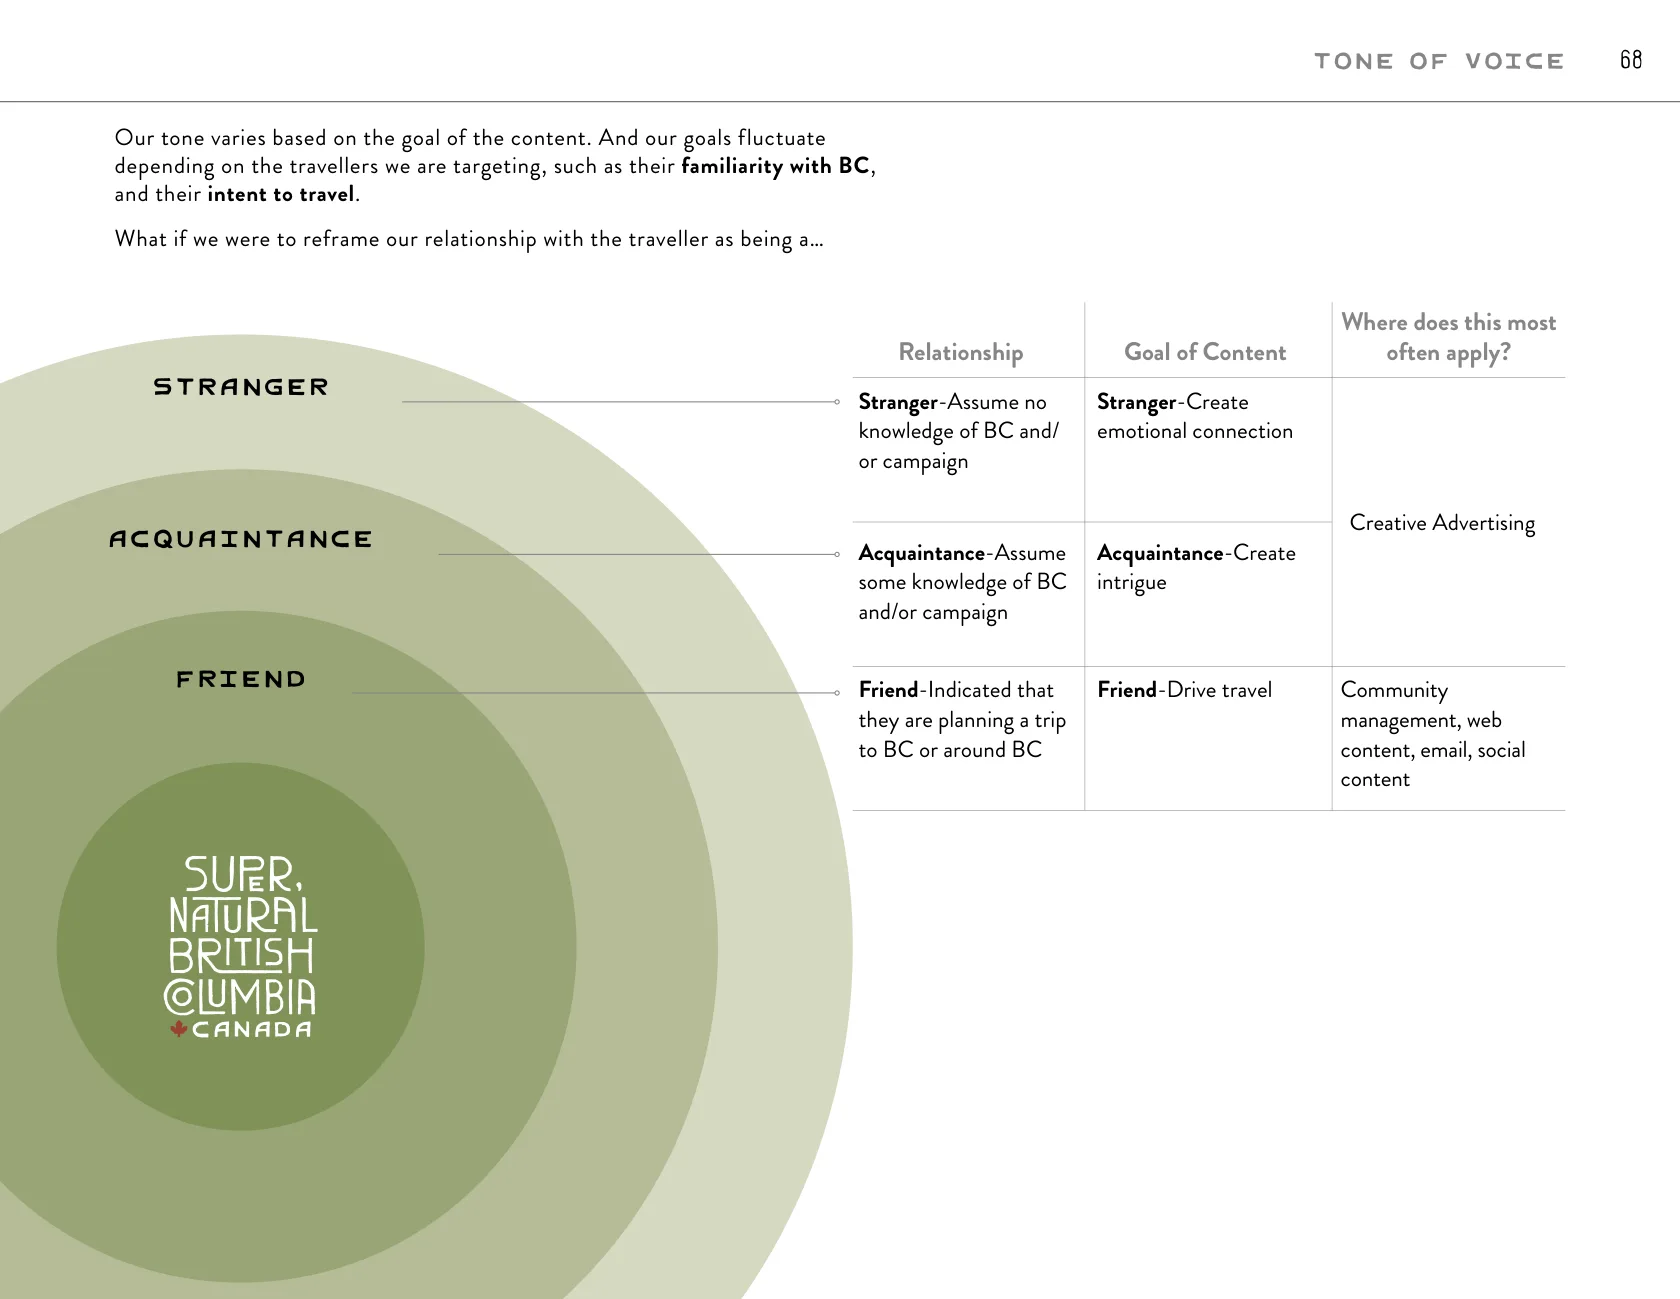 TONE OF VOICE 68
Our tone varies based on the goal of the content. And our goals fluctuate
depending on the travellers we are targeting, such as their familiarity with BC,
and their intent to travel.
What if we were to reframe our relationship with the traveller as being a…
STRANGER
ACQUAINTANCE
FRIEND
SUPER,
NATURAL
BRITISH
COLUMBIA
CANADA
Relationship
Goal of Content
Where does this most
often apply?
Stranger-Assume no
knowledge of BC and/
or campaign
Stranger-Create
emotional connection
Creative Advertising
Acquaintance-Assume
some knowledge of BC
and/or campaign
Acquaintance-Create
intrigue
Friend-Indicated that
they are planning a trip
to BC or around BC
Friend-Drive travel
Community
management, web
content, email, social
content